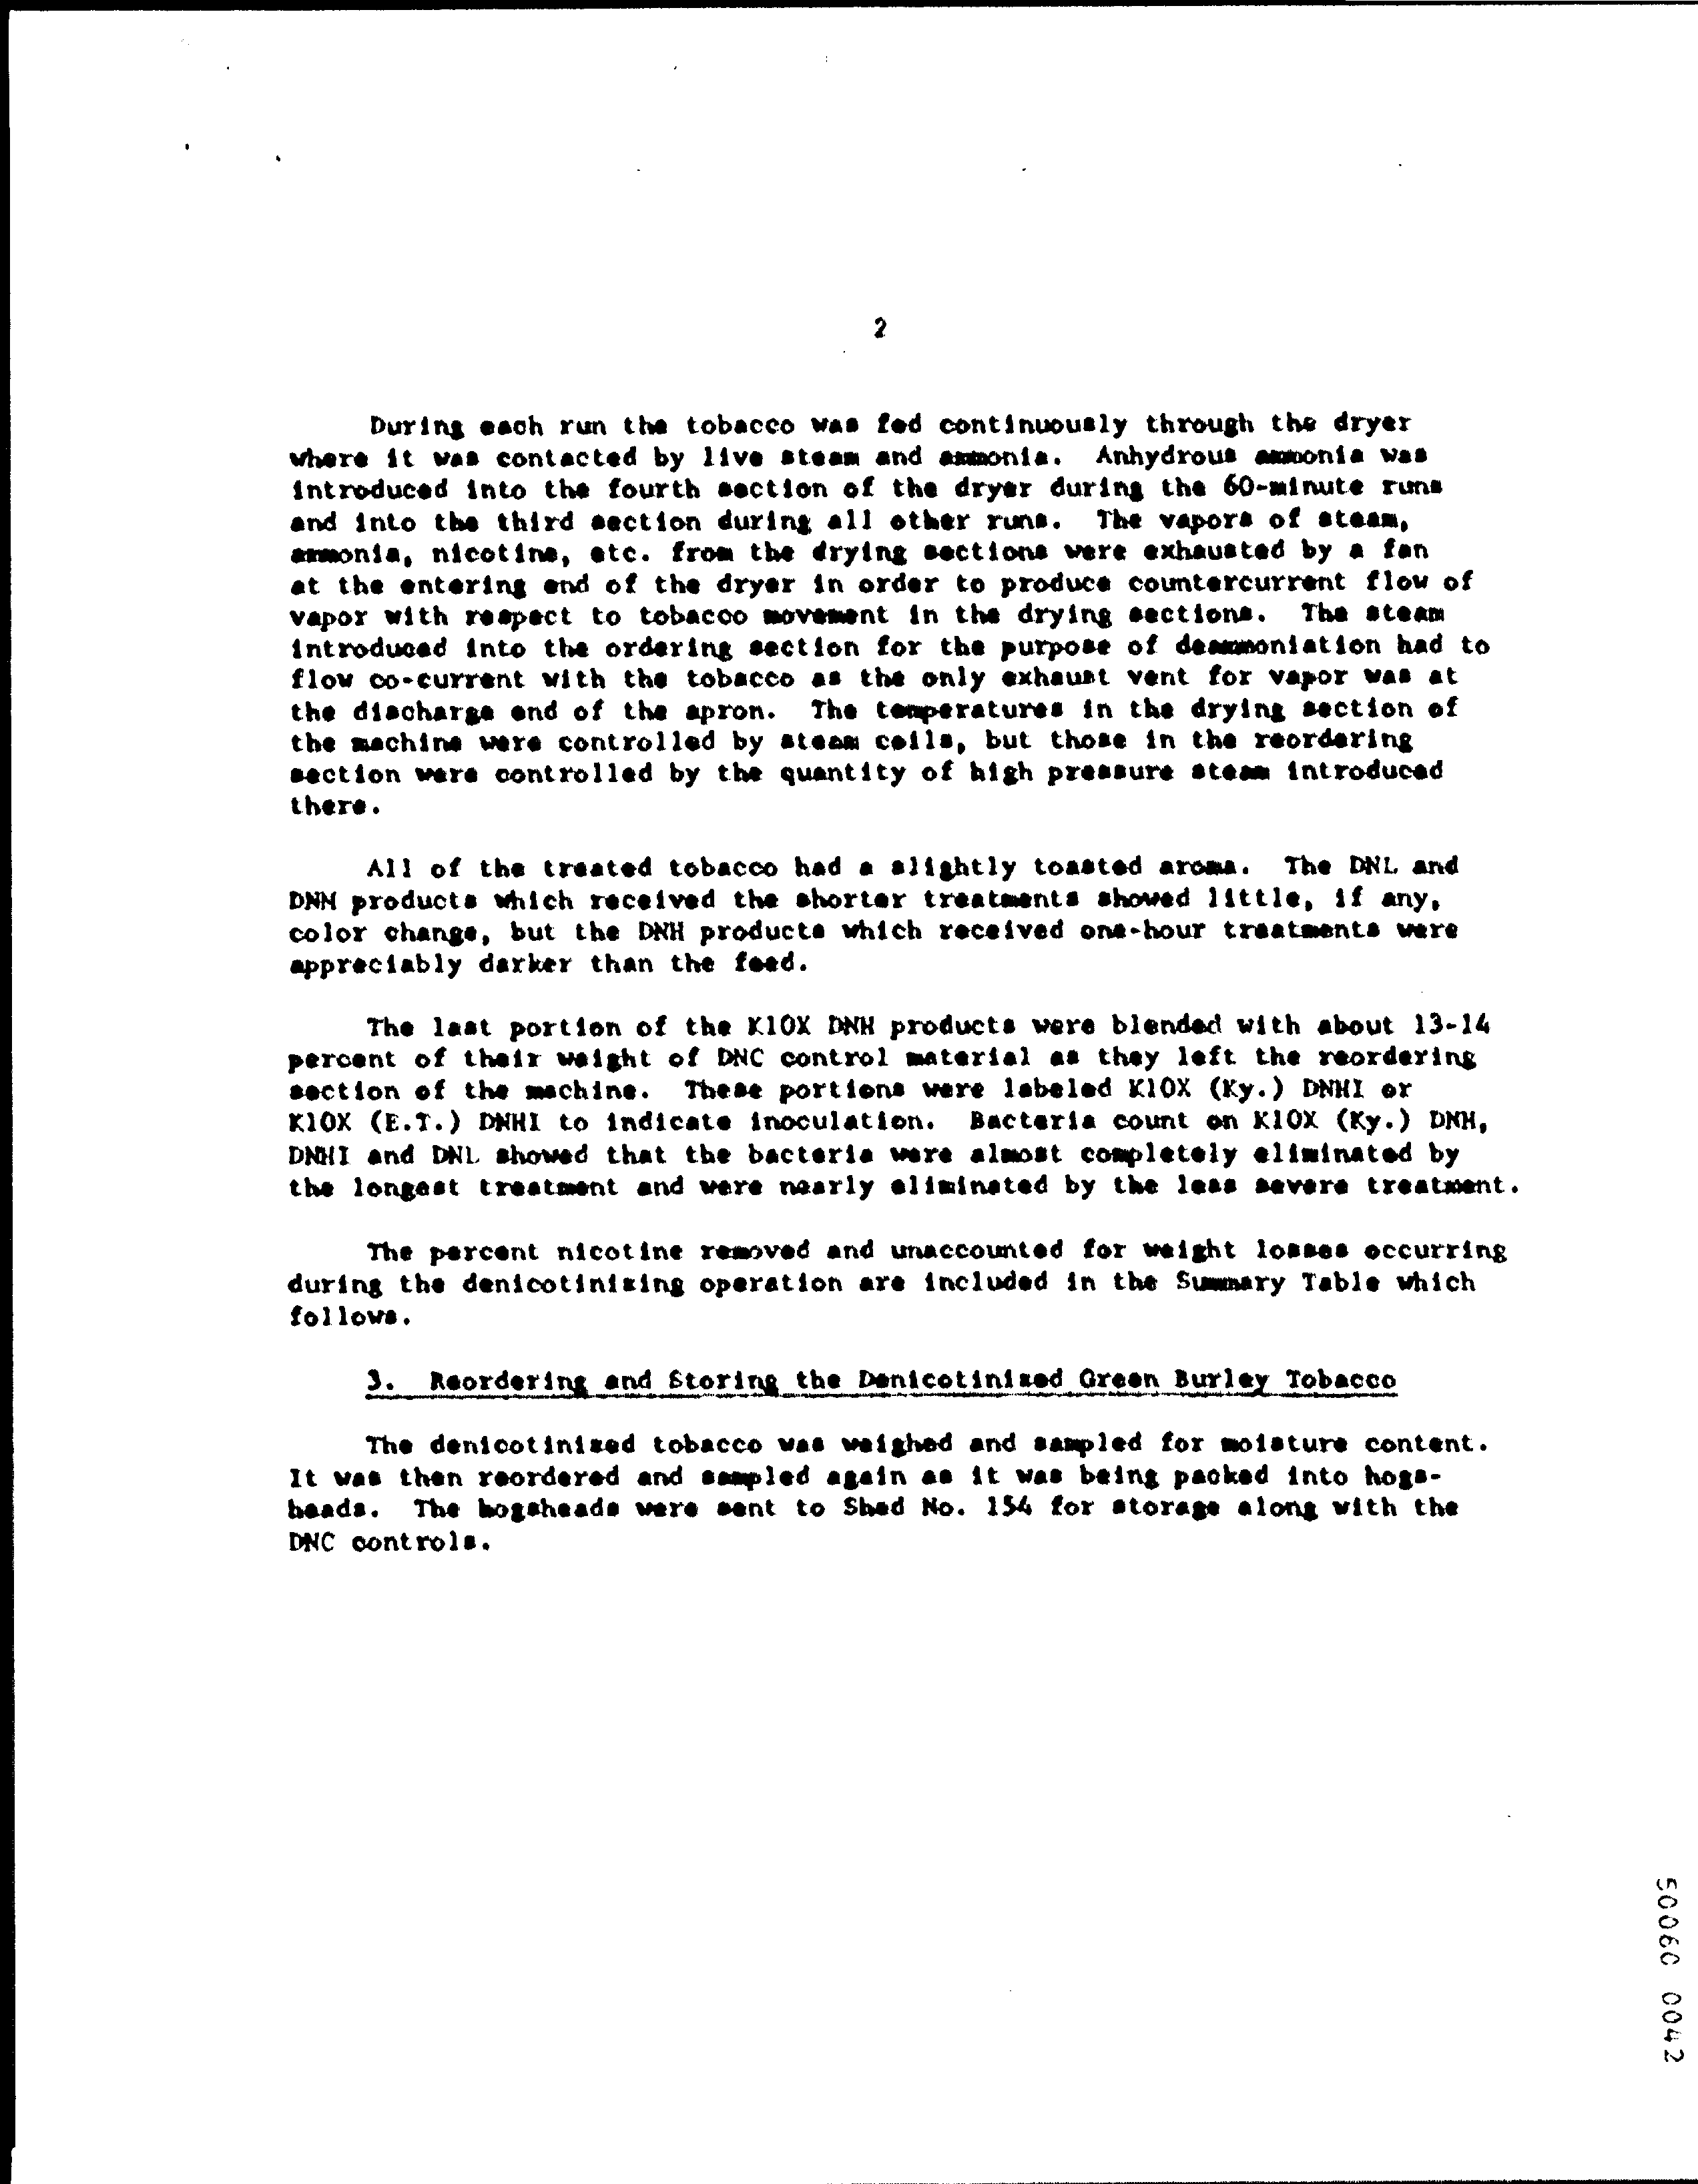 2
During each run the tobacco was fed continuously through the dryer
where it was contacted by live steam and ammonia. Anhydrous ammonia was
introduced into the fourth section of the dryer during the 60-minute runs
and into the third section during all other runs. The vapors of steam,
ammonia, nicotine, etc. from the drying sections were exhausted by a fan
at the entering end of the dryer in order to produce countercurrent flow of
vapor with respect to tobacco movement in the drying sections. The steam
introduced into the ordering section for the purpose of deammoniation had to
flow co-current with the tobacco as the only exhaust vent for vapor was at
the discharge end of the apron. The temperatures in the drying section of
the machine were controlled by steam coils, but those in the reordering
section were controlled by the quantity of high pressure steam introduced
there.
All of the treated tobacco had a slightly toasted aroma. The DNL and
DNM products which received the shorter treatments showed little, if any,
color change, but the DNH products which received one-hour treatments were
appreciably darker than the feed.
The last portion of the K10X DNH products were blended with about 13-14
percent of their weight of DNC control material as they left the reordering
section of the machine. These portions were labeled K10X (Ky.) DNHI or
K10X (E.T.) DNHI to indicate inoculation. Bacteria count on K10X (Ky.) DNH,
DNHI and DNL showed that the bacteria were almost completely eliminated by
the longest treatment and were nearly eliminated by the less severe treatment.
The percent nicotine removed and unaccounted for weight losses occurring
during the denicotinizing operation are included in the Summary Table which
follows.
3. Reordering and Storing the Denicotinized Green Burley Tobacco
The denicotinized tobacco was weighed and sampled for moisture content.
It was then reordered and sampled again as it was being packed into hogs-
heads. The hogsheads were sent to Shed No. 154 for storage along with the
DNC controls.
50060 0042